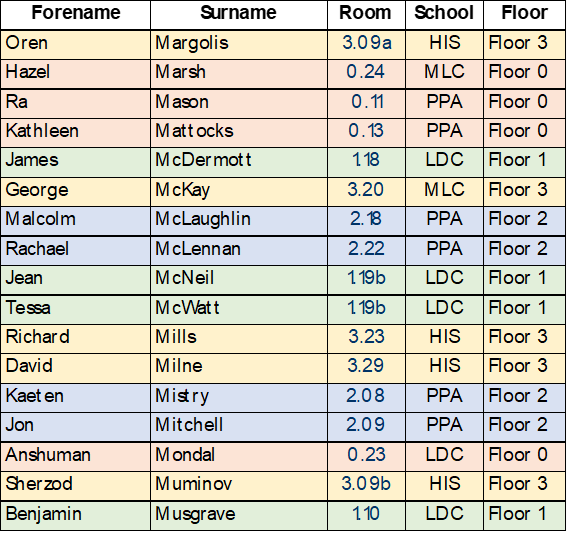 Forename Surname Room School Floor
Oren Margolis 3.09a HIS Floor 3
Hazel Marsh 0.24 MLC Floor 0
Ra Mason 0.11 PPA Floor 0
Kathleen Mattocks 0.13 PPA Floor 0
James McDermott 1.18 LDC Floor 1
George McKay 3.20 MLC Floor 3
Malcolm McLaughlin 2.18 PPA Floor 2
Rachael McLennan 2.22 PPA Floor 2
Jean McNeil 1.19b LDC Floor 1
Tessa McWatt 1.19b LDC Floor 1
Richard Mills 3.23 HIS Floor 3
David Milne 3.29 HIS Floor 3
Kaeten Mistry 2.08 PPA Floor 2
Jon Mitchell 2.09 PPA Floor 2
Anshuman Mondal 0.23 LDC Floor 0
Sherzod Muminov 3.09b HIS Floor 3
Benjamin Musgrave 1.10 LDC Floor 1